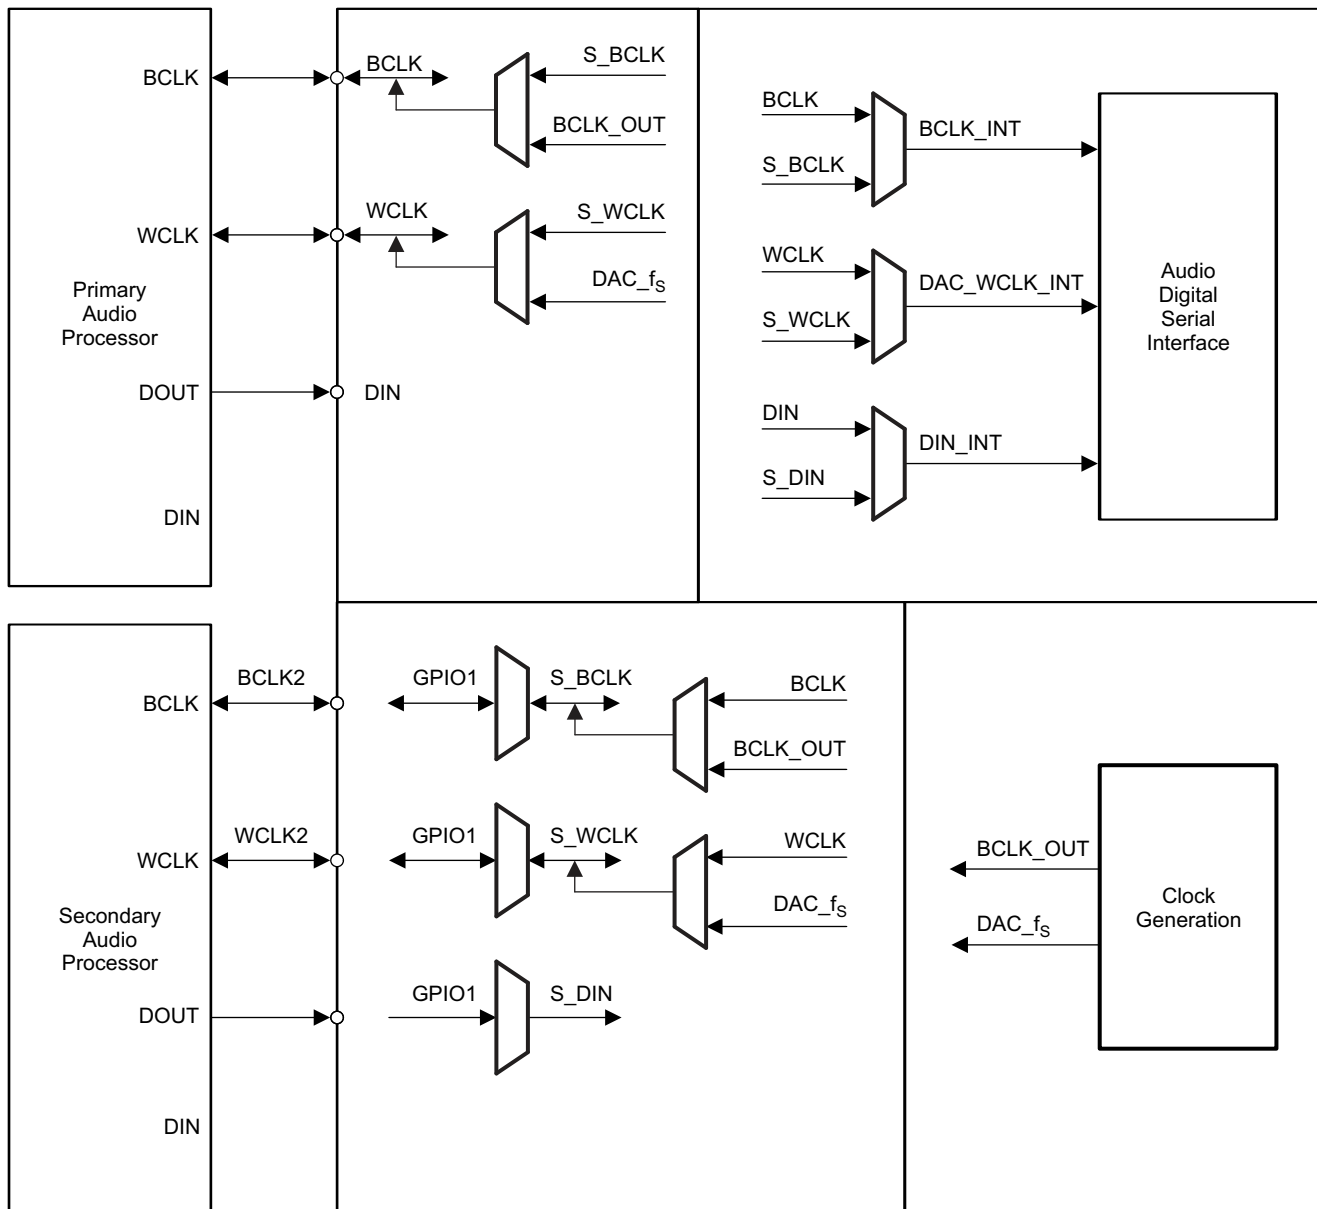 BCLK
WCLK
Primary
Audio
Processor
DOUT
DIN
BCLK
S_BCLK
BCLK_OUT
WCLK
S_WCLK
DAC_fS
DIN
BCLK
S_BCLK
BCLK_INT
WCLK
S_WCLK
DAC_WCLK_INT
DIN
S_DIN
DIN_INT
Audio
Digital
Serial
Interface
BCLK
WCLK
Secondary
Audio
Processor
DOUT
DIN
BCLK2
WCLK2
GPIO1
S_BCLK
BCLK
BCLK_OUT
GPIO1
S_WCLK
WCLK
DAC_fS
GPIO1
S_DIN
BCLK_OUT
DAC_fS
Clock
Generation